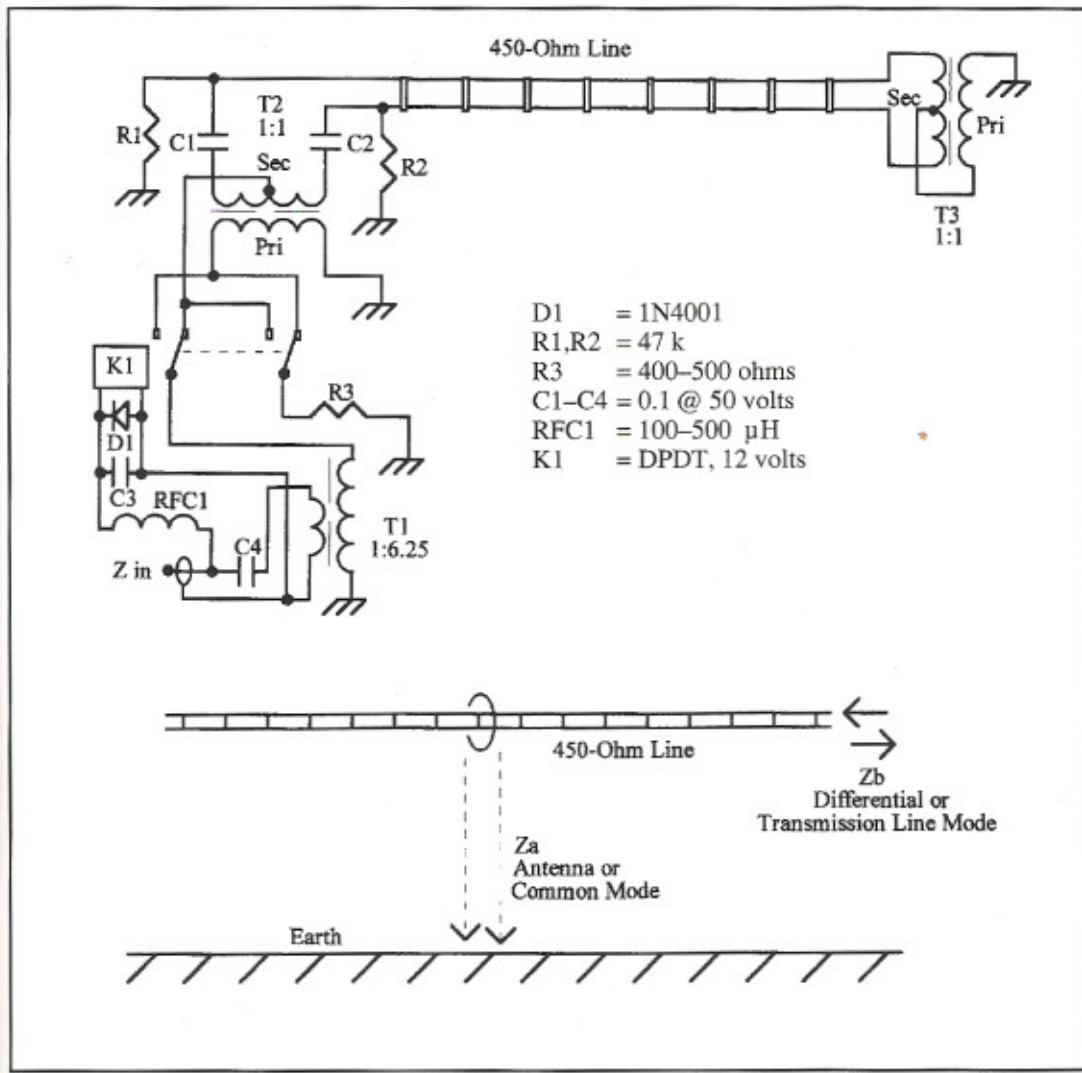 450-Ohm Line
R1
C1
T2
1:1
Sec
C2
R2
Pri
Sec
Pri
T3
1:1
K1
D1
C3
RFC1
C4
Z in
R3
T1
1:6.25
D1 = 1N4001
R1,R2 = 47 k
R3 = 400–500 ohms
C1–C4 = 0.1 @ 50 volts
RFC1 = 100–500 µH
K1 = DPDT, 12 volts
450-Ohm Line
Zb
Differential or
Transmission Line Mode
Za
Antenna or
Common Mode
Earth